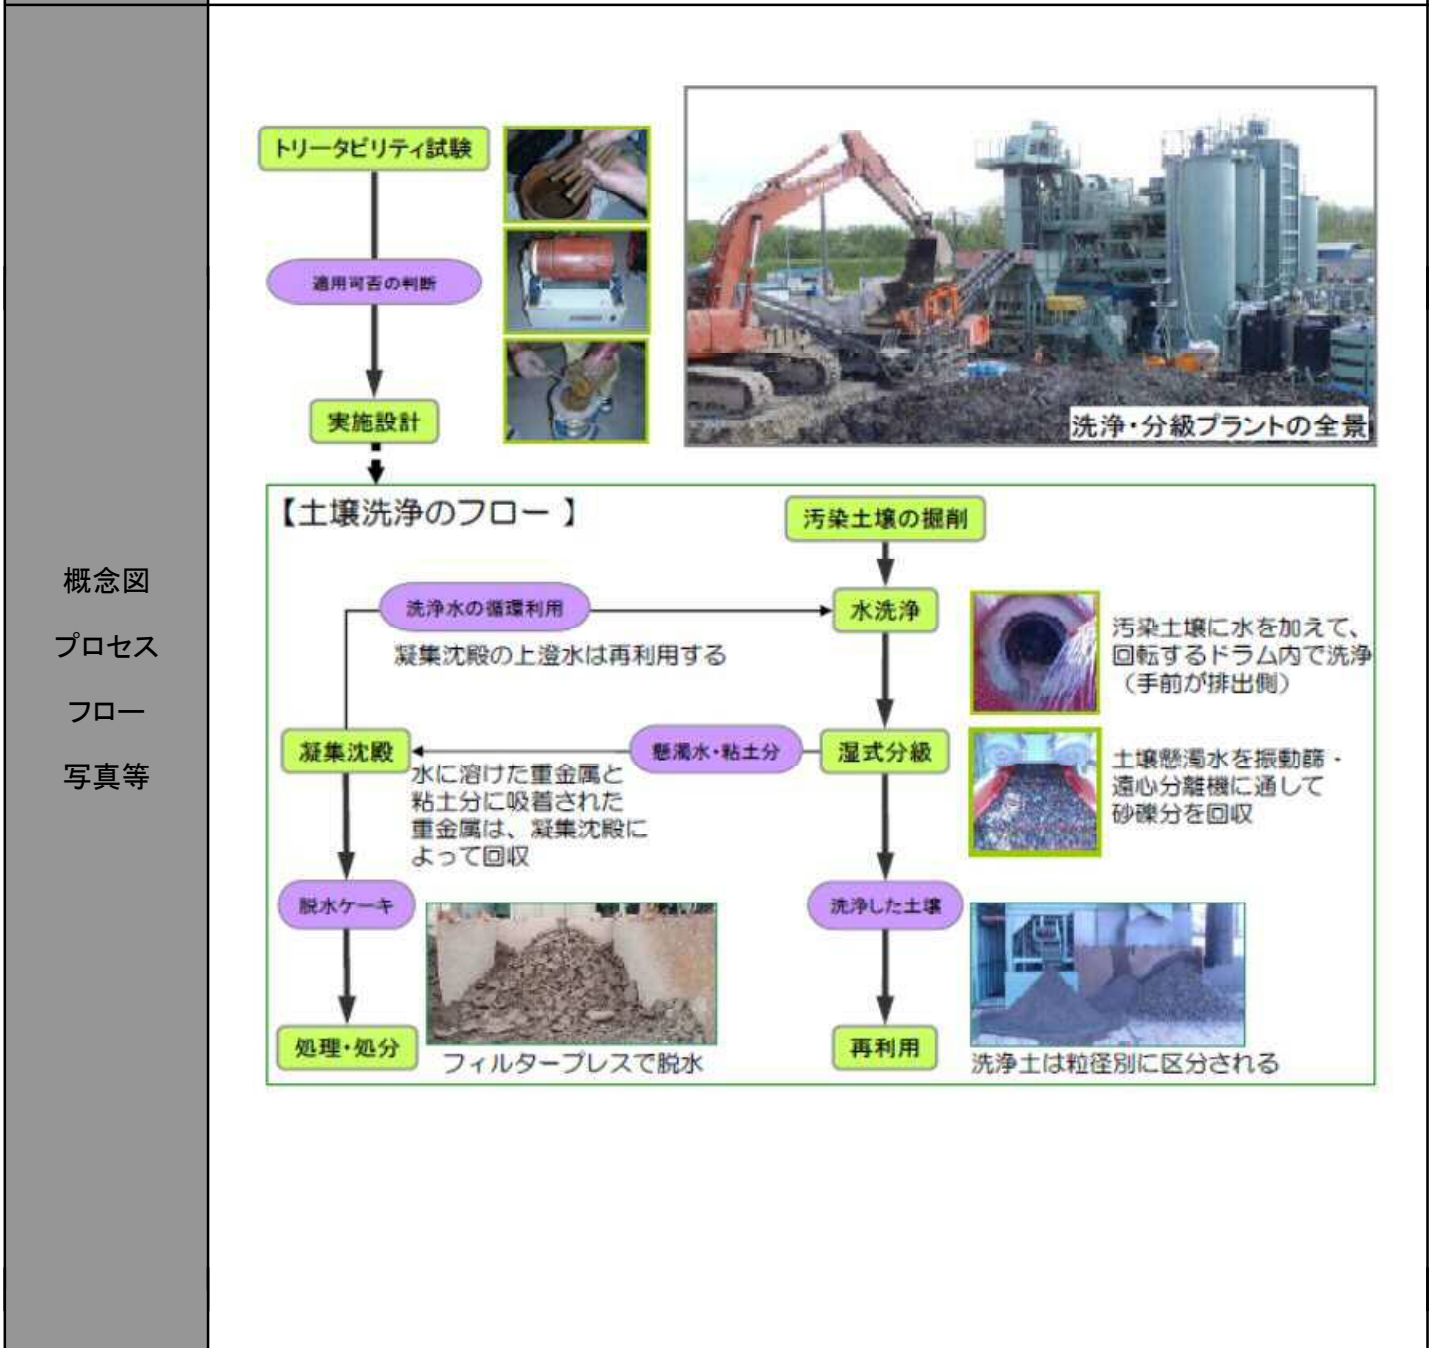 概念図
プロセス
フロー
写真等
トリータビリティ試験
適用可否の判断
実施設計
洗浄・分級プラントの全景
【土壌洗浄のフロー 】
汚染土壌の掘削
洗浄水の循環利用
水洗浄
凝集沈殿の上澄水は再利用する
汚染土壌に水を加えて、
回転するドラム内で洗浄
（手前が排出側）
凝集沈殿
懸濁水・粘土分
湿式分級
水に溶けた重金属と
粘土分に吸着された
重金属は、凝集沈殿に
よって回収
土壌懸濁水を振動篩・
遠心分離機に通して
砂礫分を回収
脱水ケーキ
洗浄した土壌
処理・処分
フィルタープレスで脱水
再利用
洗浄土は粒径別に区分される